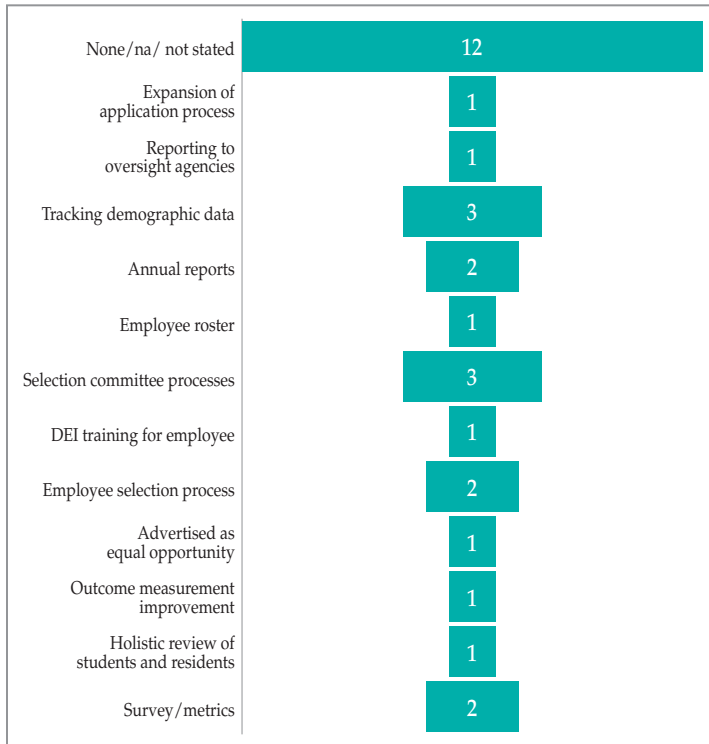 None/na/ not stated
12
Expansion of
application process
1
Reporting to
oversight agencies
1
Tracking demographic data
3
Annual reports
2
Employee roster
1
Selection committee processes
3
DEI training for employee
1
Employee selection process
2
Advertised as
equal opportunity
1
Outcome measurement
improvement
1
Holistic review of
students and residents
1
Survey/metrics
2